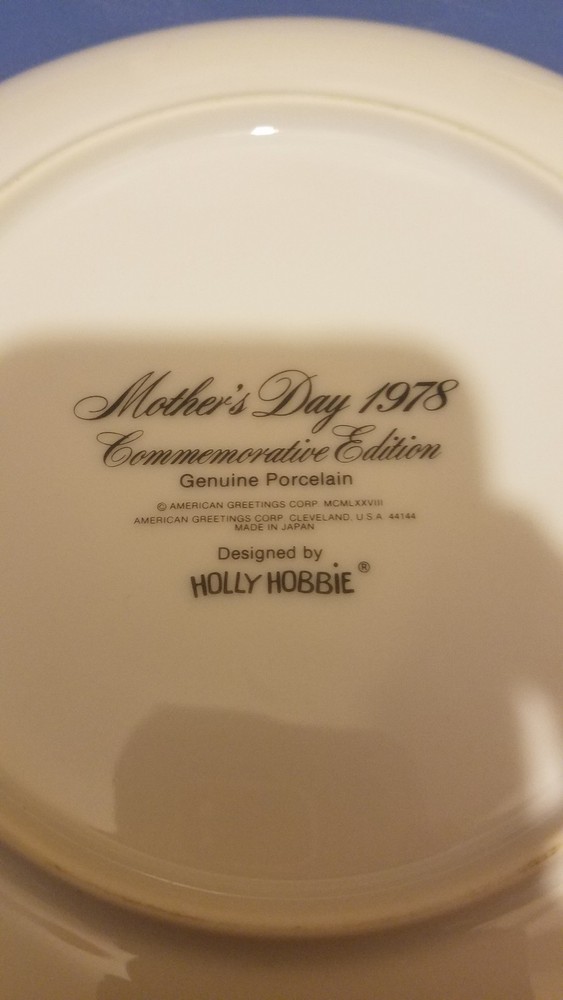 Mother's Day 1978
Commemorative Edition
Genuine Porcelain
© AMERICAN GREETINGS CORP MCMLXXVIII
AMERICAN GREETINGS CORP. CLEVELAND, U.S.A. 44144
MADE IN JAPAN
Designed by
HOLLY HOBBiE ®